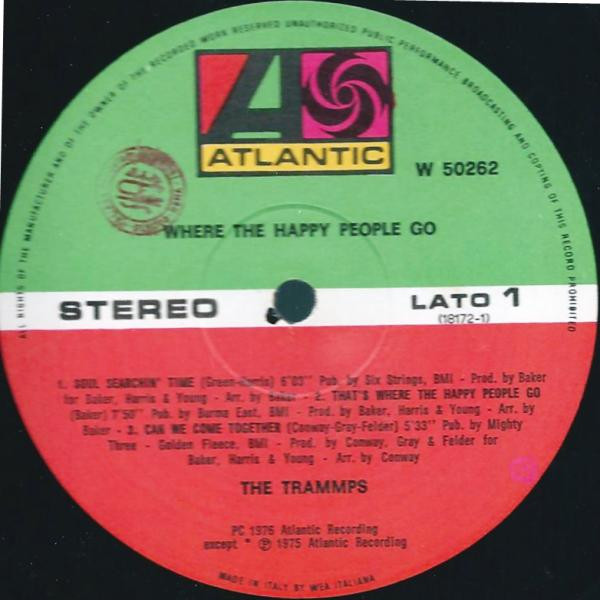 ALL RIGHTS OF THE MANUFACTURER AND OF THE OWNER OF THE RECORDED WORK RESERVED UNAUTHORIZED PUBLIC PERFORMANCE BROADCASTING AND COPYING OF THIS RECORD PROHIBITED
ATLANTIC
W 50262
WHERE THE HAPPY PEOPLE GO
STEREO
LATO 1
(18172-1)
1. SOUL SEARCHIN' TIME (Green-Harris) 6'03'' Pub. by Six Strings, BMI - Prod. by Baker
for Baker, Harris & Young - Arr. by Baker - 2. THAT'S WHERE THE HAPPY PEOPLE GO
(Baker) 7'50'' Pub. by Burma East, BMI - Prod. by Baker, Harris & Young - Arr. by
Baker - 3. CAN WE COME TOGETHER (Conway-Gray-Felder) 5'33'' Pub. by Mighty
Three - Golden Fleece, BMI - Prod. by Conway, Gray & Felder for
Baker, Harris & Young - Arr. by Conway
THE TRAMMPS
PC 1976 Atlantic Recording
except * Ⓟ 1975 Atlantic Recording
MADE IN ITALY BY WEA ITALIANA